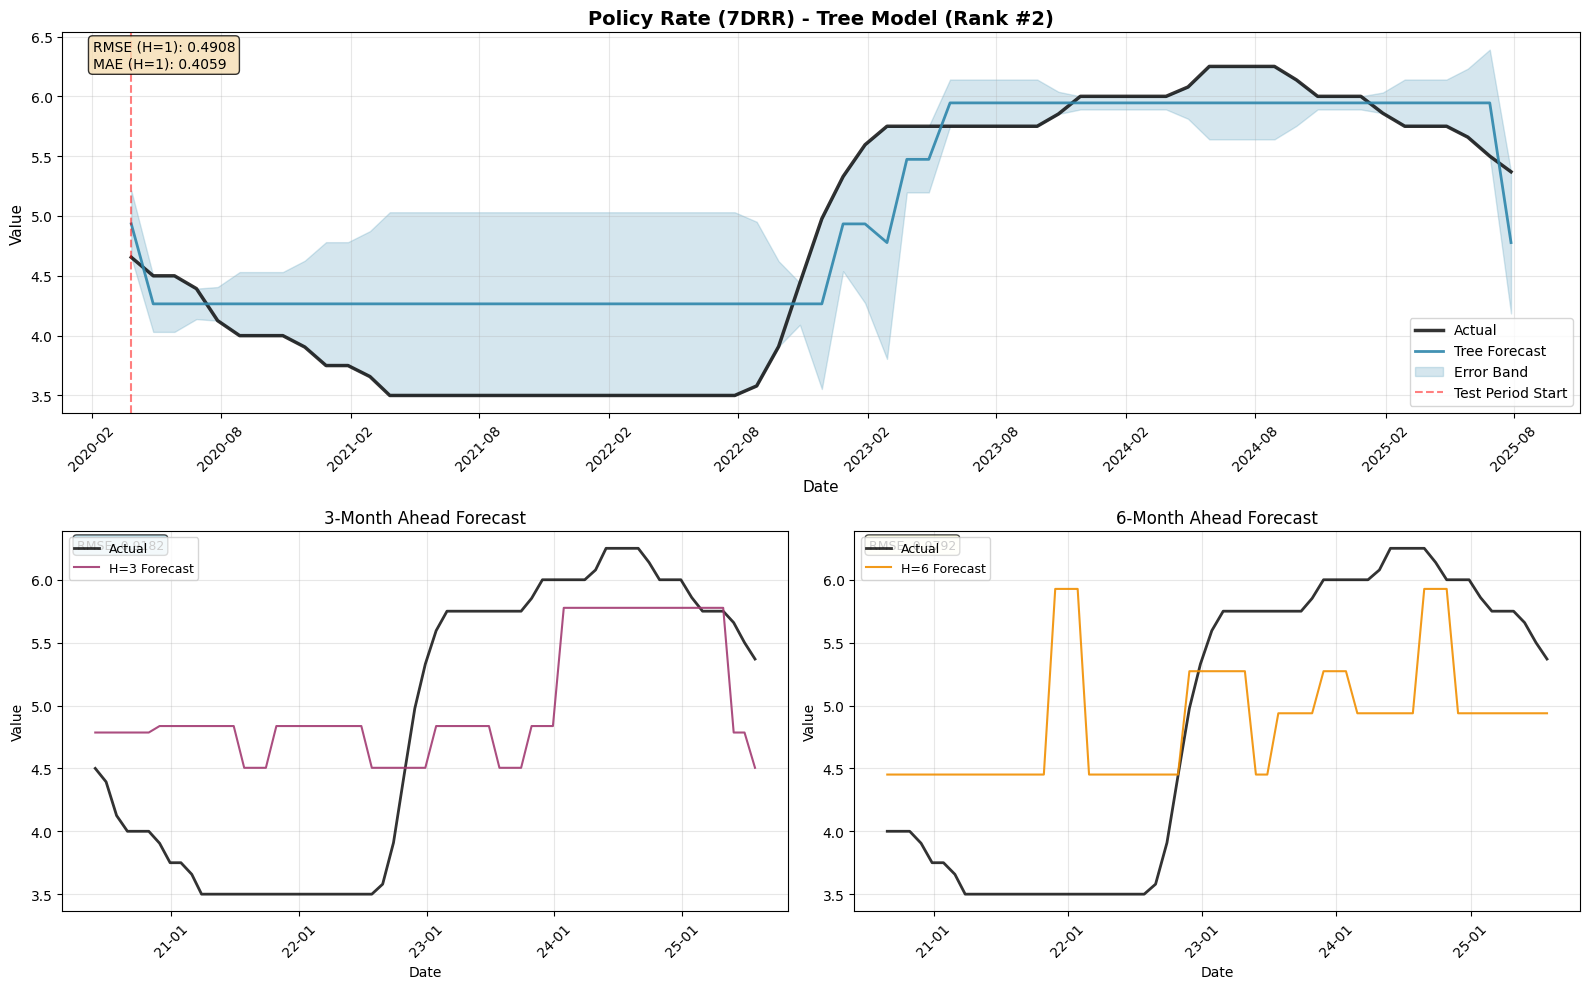 Policy Rate (7DRR) - Tree Model (Rank #2)
RMSE (H=1): 0.4908
MAE (H=1): 0.4059
Value
6.5
6.0
5.5
5.0
4.5
4.0
3.5
Actual
Tree Forecast
Error Band
Test Period Start
2020-02
2020-08
2021-02
2021-08
2022-02
2022-08
2023-02
2023-08
2024-02
2024-08
2025-02
2025-08
Date
3-Month Ahead Forecast
Actual
H=3 Forecast
Value
6.0
5.5
5.0
4.5
4.0
3.5
21-01
22-01
23-01
24-01
25-01
Date
6-Month Ahead Forecast
Actual
H=6 Forecast
Value
6.0
5.5
5.0
4.5
4.0
3.5
21-01
22-01
23-01
24-01
25-01
Date